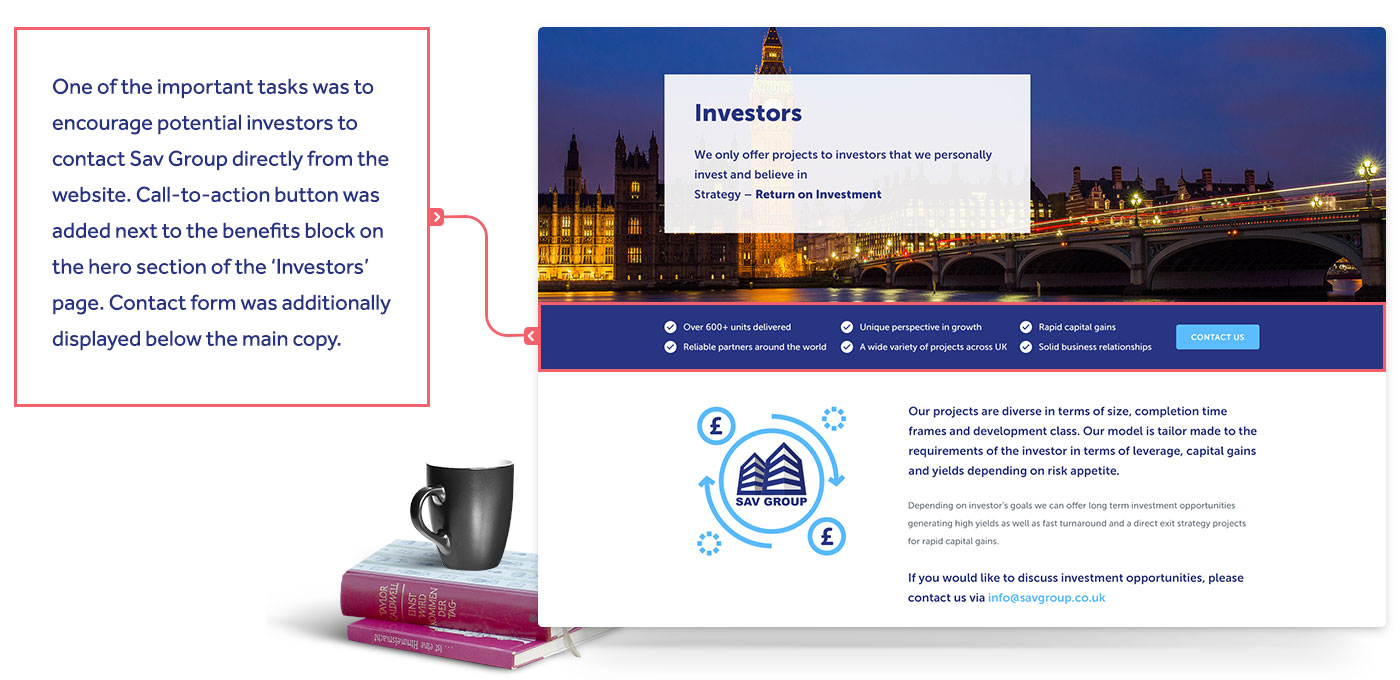 One of the important tasks was to
encourage potential investors to
contact Sav Group directly from the
website. Call-to-action button was
added next to the benefits block on
the hero section of the ‘Investors’
page. Contact form was additionally
displayed below the main copy.
Investors
We only offer projects to investors that we personally
invest and believe in
Strategy – Return on Investment
Over 600+ units delivered
Reliable partners around the world
Unique perspective in growth
A wide variety of projects across UK
Rapid capital gains
Solid business relationships
CONTACT US
£
SAV GROUP
£
Our projects are diverse in terms of size, completion time
frames and development class. Our model is tailor made to the
requirements of the investor in terms of leverage, capital gains
and yields depending on risk appetite.
Depending on investor’s goals we can offer long term investment opportunities
generating high yields as well as fast turnaround and a direct exit strategy projects
for rapid capital gains.
If you would like to discuss investment opportunities, please
contact us via info@savgroup.co.uk
TAYLOR
CALDWELL
EINST
WIRD
KOMMEN
DER
TAG
... ist eine Himmelsmacht